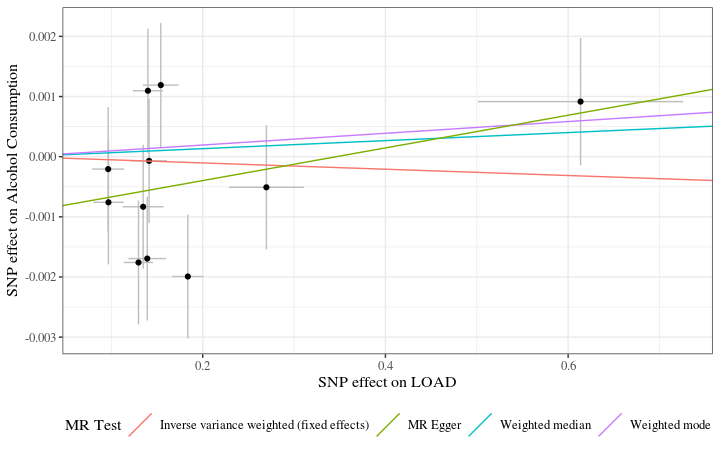 0.002
0.001
0.000
-0.001
-0.002
-0.003
SNP effect on Alcohol Consumption
0.2 0.4 0.6
SNP effect on LOAD
MR Test Inverse variance weighted (fixed effects) MR Egger Weighted median Weighted mode